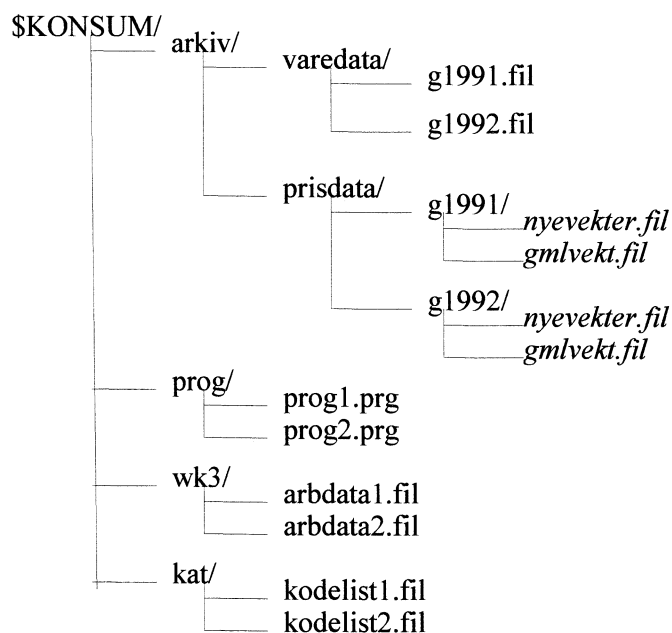 $KONSUM/
arkiv/
varedata/
g1991.fil
g1992.fil
prisdata/
g1991/
nyevekter.fil
gmlvekt.fil
g1992/
nyevekter.fil
gmlvekt.fil
prog/
prog1.prg
prog2.prg
wk3/
arbdata1.fil
arbdata2.fil
kat/
kodelist1.fil
kodelist2.fil